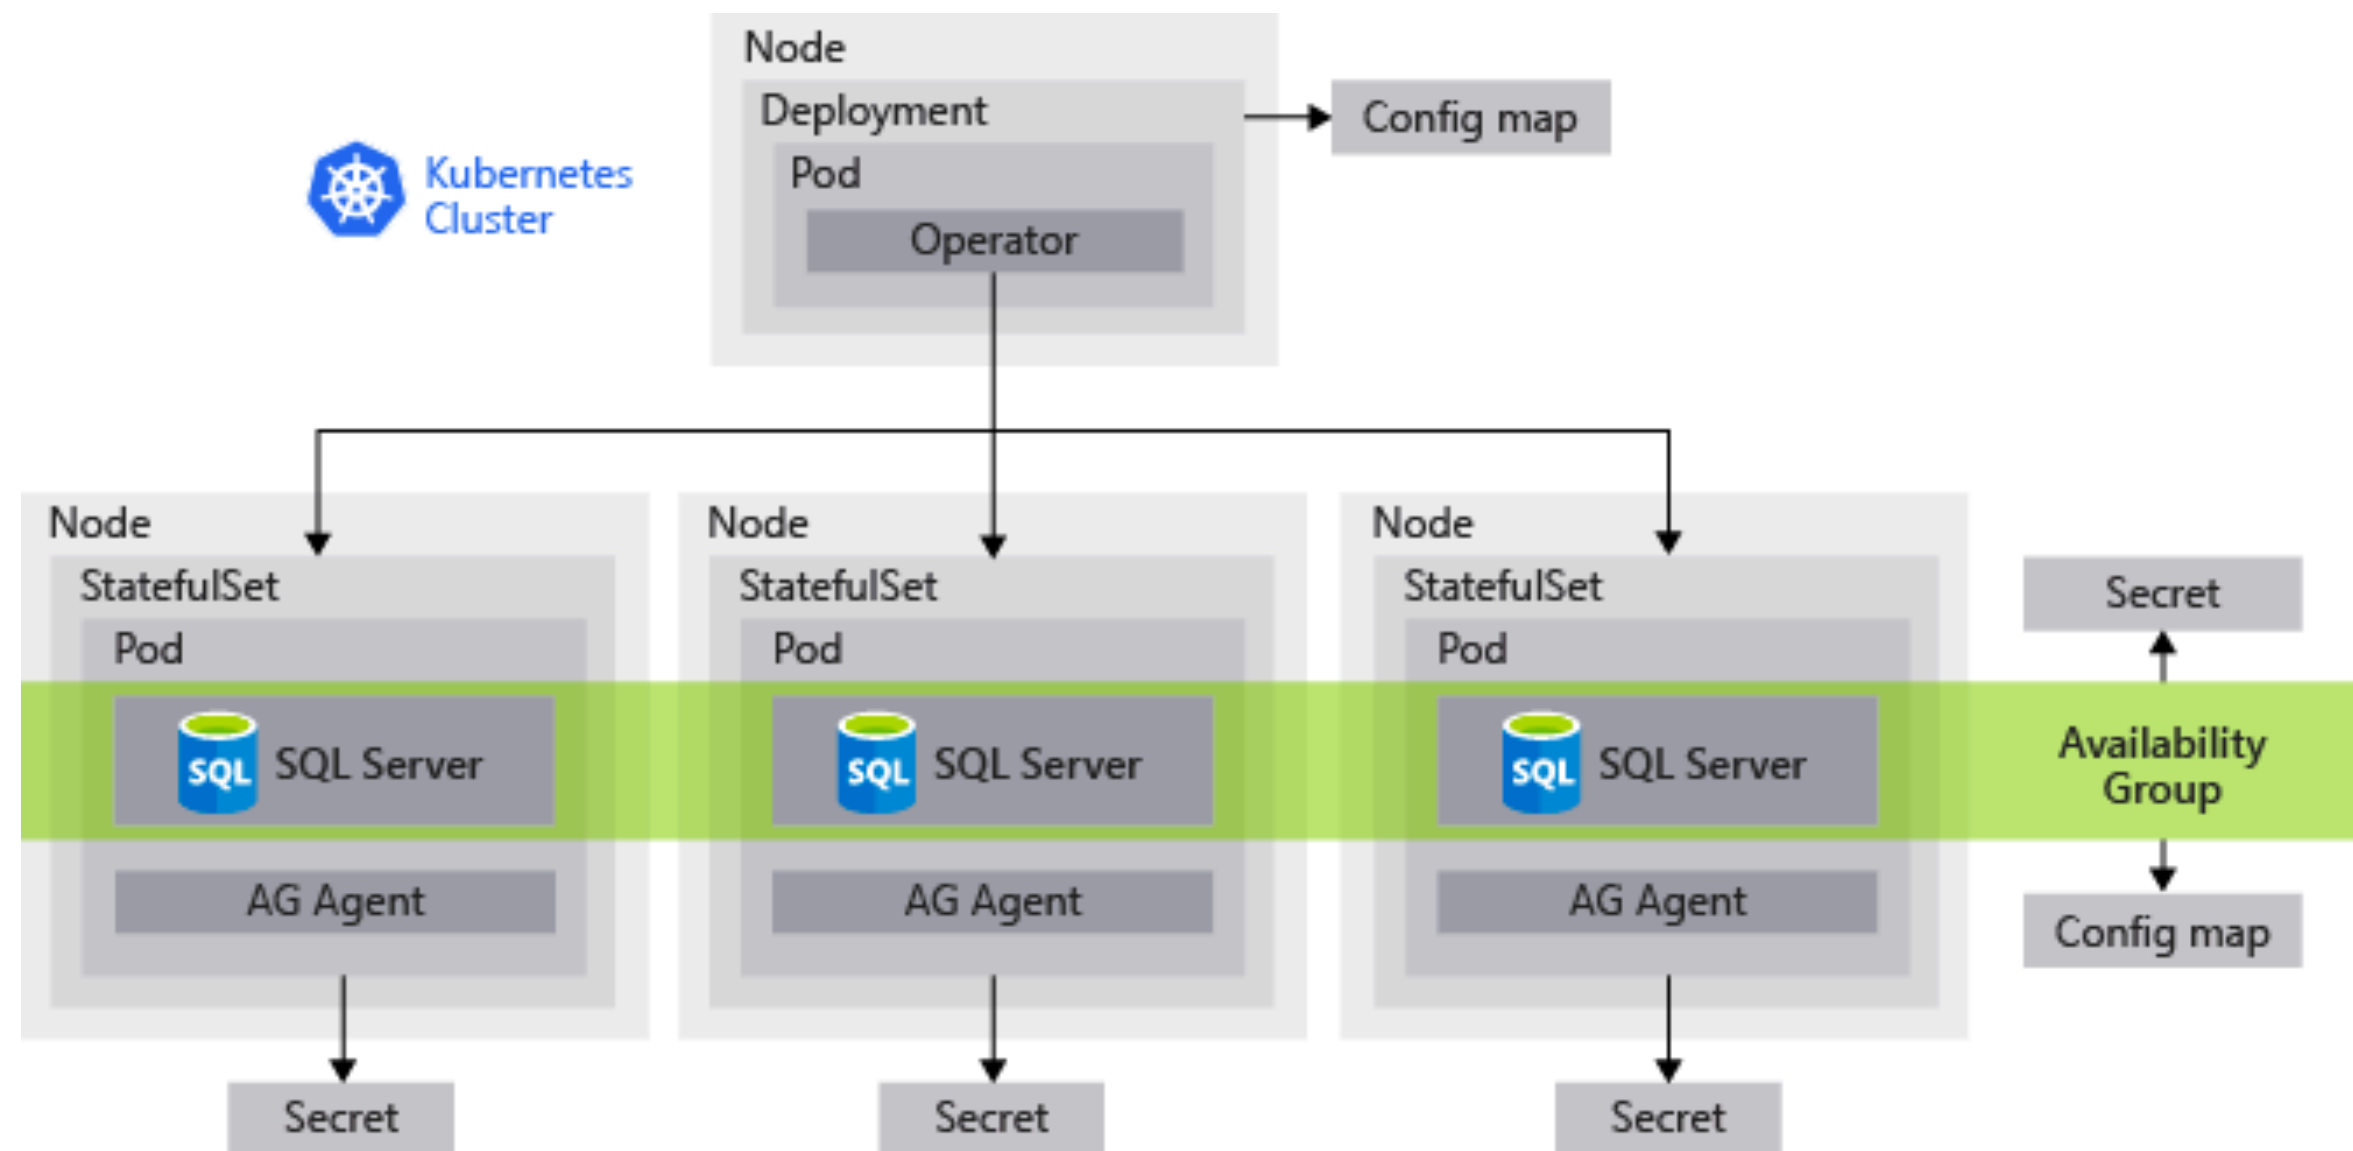 Node
Deployment
Config map
Pod
Operator
Kubernetes
Cluster
Node
StatefulSet
Pod
SQL
SQL Server
AG Agent
Secret
Node
StatefulSet
Pod
SQL
SQL Server
AG Agent
Secret
Node
StatefulSet
Pod
SQL
SQL Server
AG Agent
Secret
Secret
Availability
Group
Config map